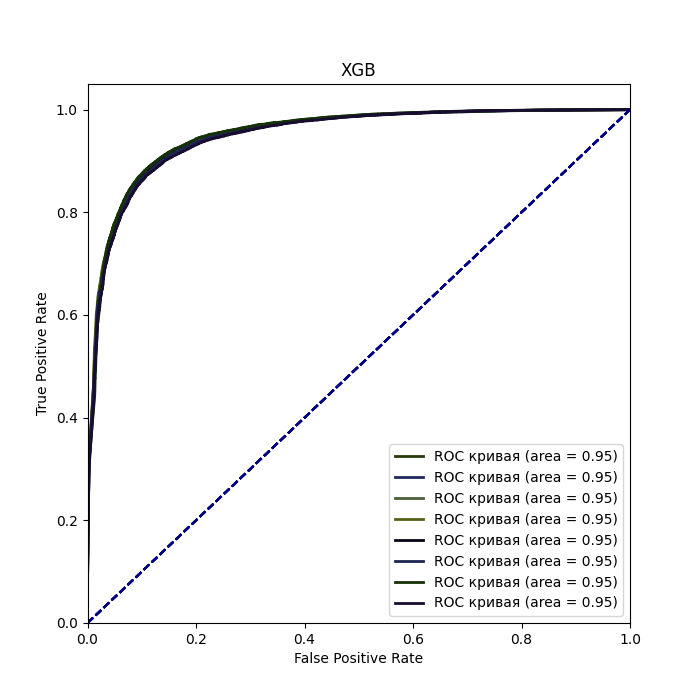 XGB
True Positive Rate
1.0
0.8
0.6
0.4
0.2
0.0
ROC кривая (area = 0.95)
ROC кривая (area = 0.95)
ROC кривая (area = 0.95)
ROC кривая (area = 0.95)
ROC кривая (area = 0.95)
ROC кривая (area = 0.95)
ROC кривая (area = 0.95)
ROC кривая (area = 0.95)
0.0 0.2 0.4 0.6 0.8 1.0
False Positive Rate